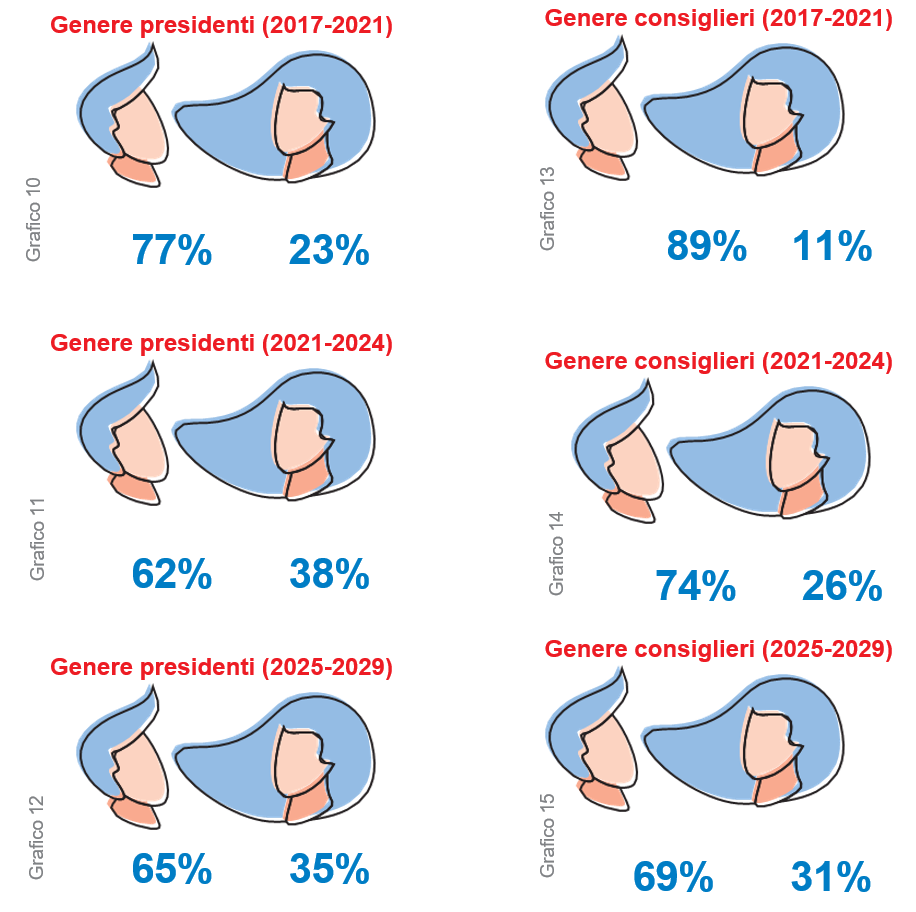 Genere presidenti (2017-2021)
Grafico 10
77% 23%
Genere consiglieri (2017-2021)
Grafico 13
89% 11%
Genere presidenti (2021-2024)
Grafico 11
62% 38%
Genere consiglieri (2021-2024)
Grafico 14
74% 26%
Genere presidenti (2025-2029)
Grafico 12
65% 35%
Genere consiglieri (2025-2029)
Grafico 15
69% 31%